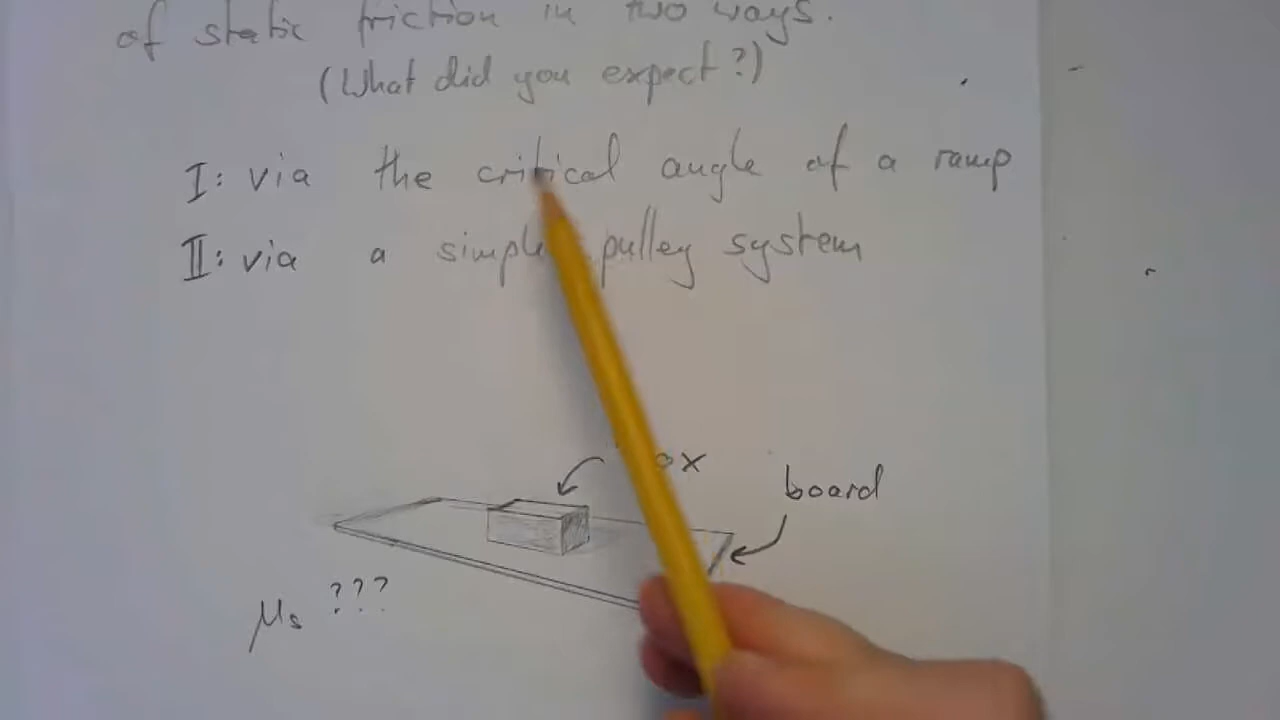 of static friction in two ways.
(What did you expect?)
I: via the critical angle of a ramp
II: via a simple pulley system
board
μs ???